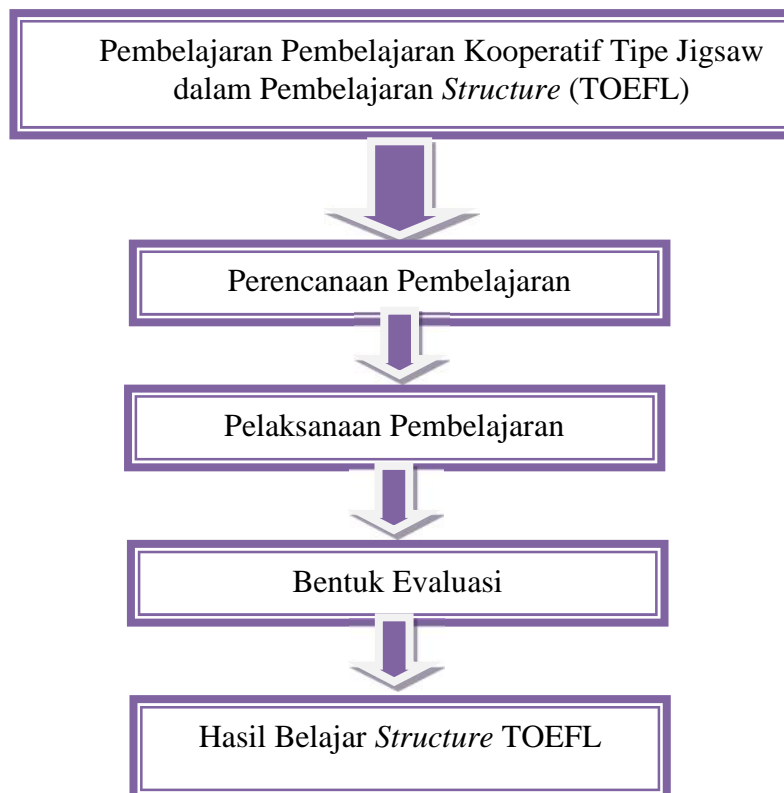 Pembelajaran Pembelajaran Kooperatif Tipe Jigsaw
dalam Pembelajaran Structure (TOEFL)
Perencanaan Pembelajaran
Pelaksanaan Pembelajaran
Bentuk Evaluasi
Hasil Belajar Structure TOEFL